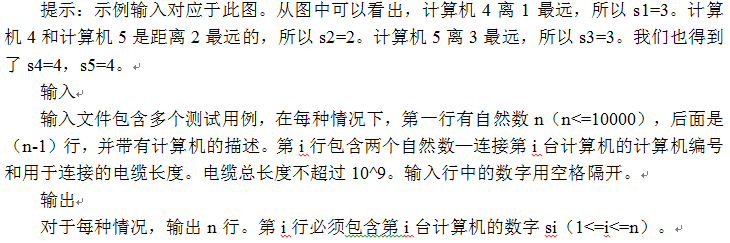 提示：示例输入对应于此图。从图中可以看出，计算机 4 离 1 最远，所以 s1=3。计算
机 4 和计算机 5 是距离 2 最远的，所以 s2=2。计算机 5 离 3 最远，所以 s3=3。我们也得到
了 s4=4，s5=4。
输入
输入文件包含多个测试用例，在每种情况下，第一行有自然数 n（n<=10000），后面是
（n-1）行，并带有计算机的描述。第 i 行包含两个自然数—连接第 i 台计算机的计算机编号
和用于连接的电缆长度。电缆总长度不超过 10^9。输入行中的数字用空格隔开。
输出
对于每种情况，输出 n 行。第 i 行必须包含第 i 台计算机的数字 si（1<=i<=n）。